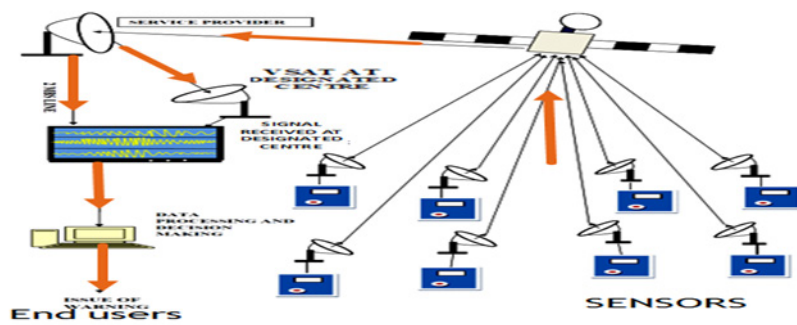 SERVICE PROVIDER
VSAT AT
DESIGNATED
CENTRE
SIGNAL
RECEIVED AT
DESIGNATED
CENTRE
DATA
PROCESSING AND
DECISION
MAKING
ISSUE OF
WARNING
End users
SENSORS